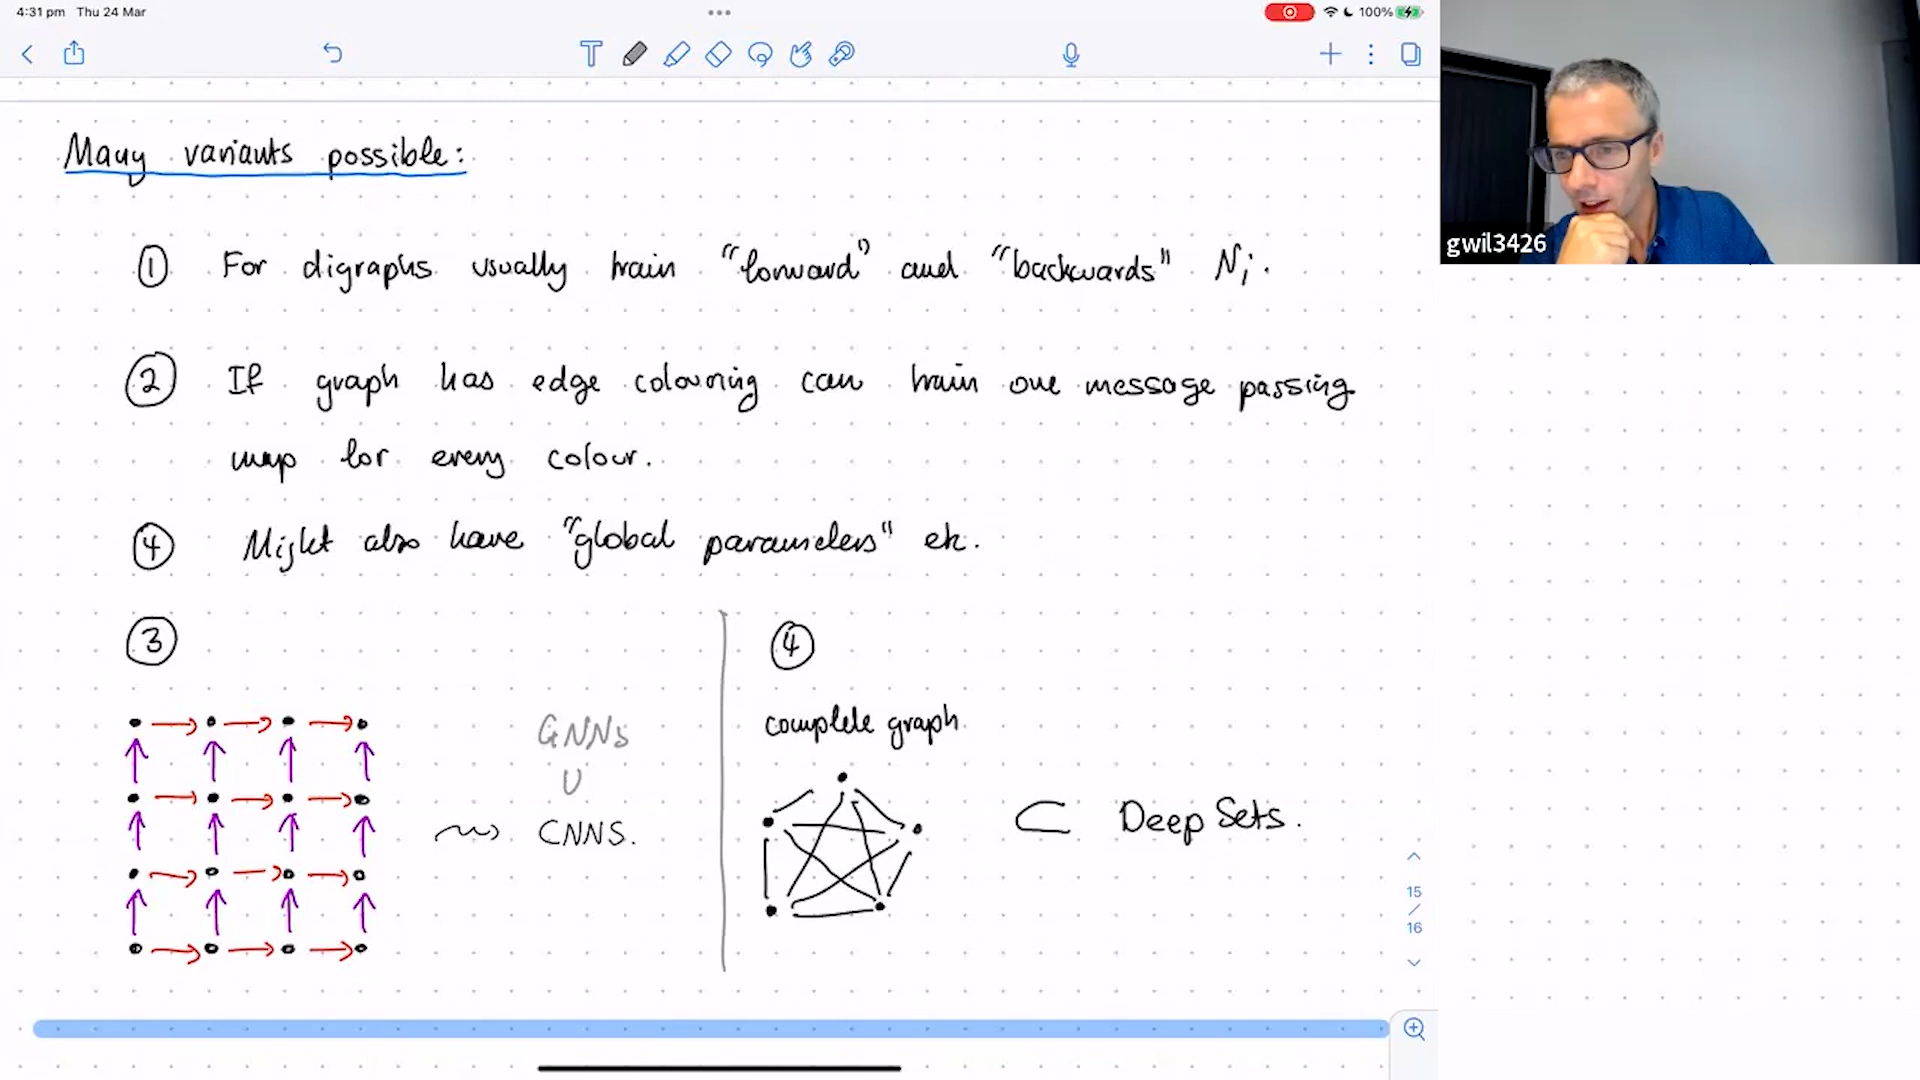 4:31 pm Thu 24 Mar
100%
gwil3426
Many variants possible:
① For digraphs usually train "forward" and "backwards" Ni.
② If graph has edge colouring can train one message passing
map for every colour.
④ Might also have "global parameters" etc.
③
GNNs
∪
⇝ CNNs.
④
complete graph
⊂ Deep Sets.
15
/
16